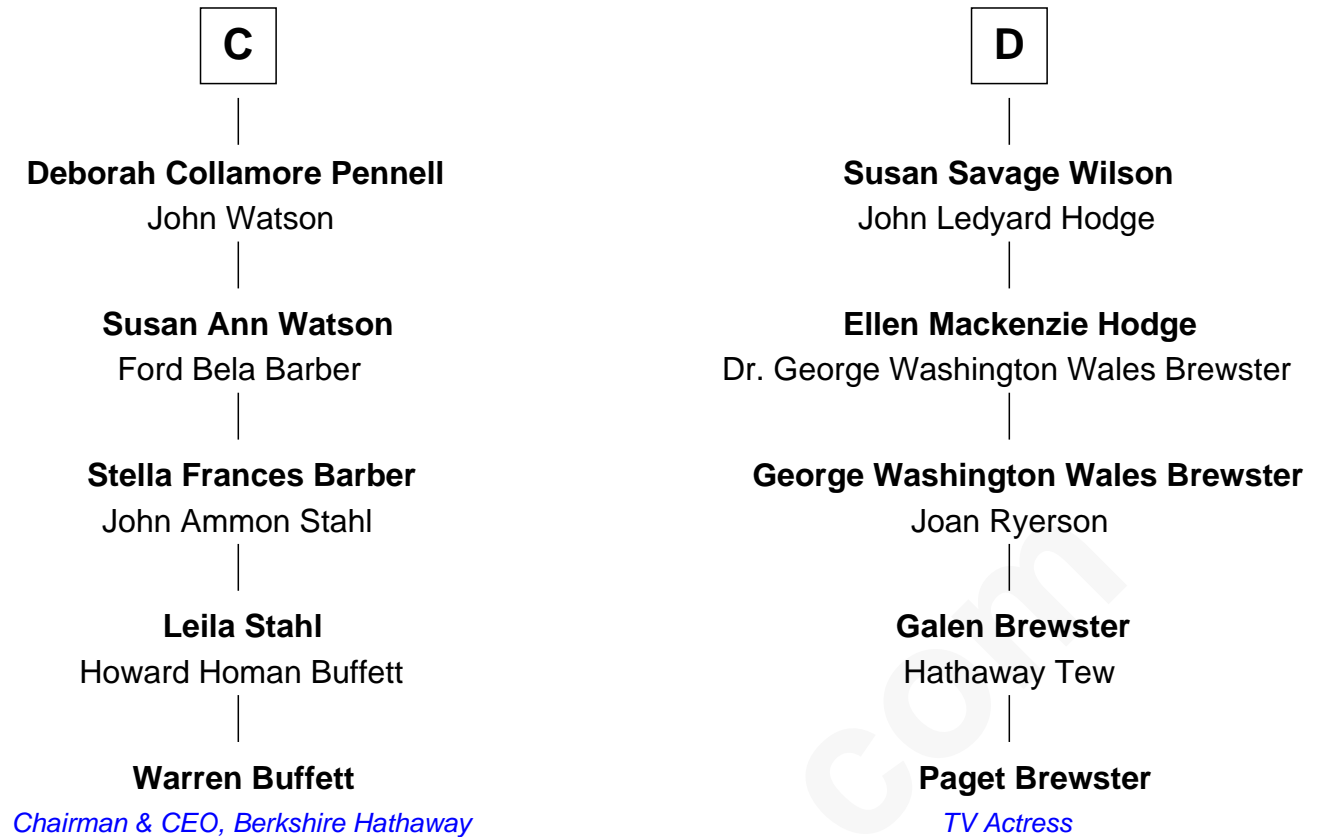 C
Deborah Collamore Pennell
John Watson
Susan Ann Watson
Ford Bela Barber
Stella Frances Barber
John Ammon Stahl
Leila Stahl
Howard Homan Buffett
Warren Buffett
Chairman & CEO, Berkshire Hathaway
D
Susan Savage Wilson
John Ledyard Hodge
Ellen Mackenzie Hodge
Dr. George Washington Wales Brewster
George Washington Wales Brewster
Joan Ryerson
Galen Brewster
Hathaway Tew
Paget Brewster
TV Actress
com